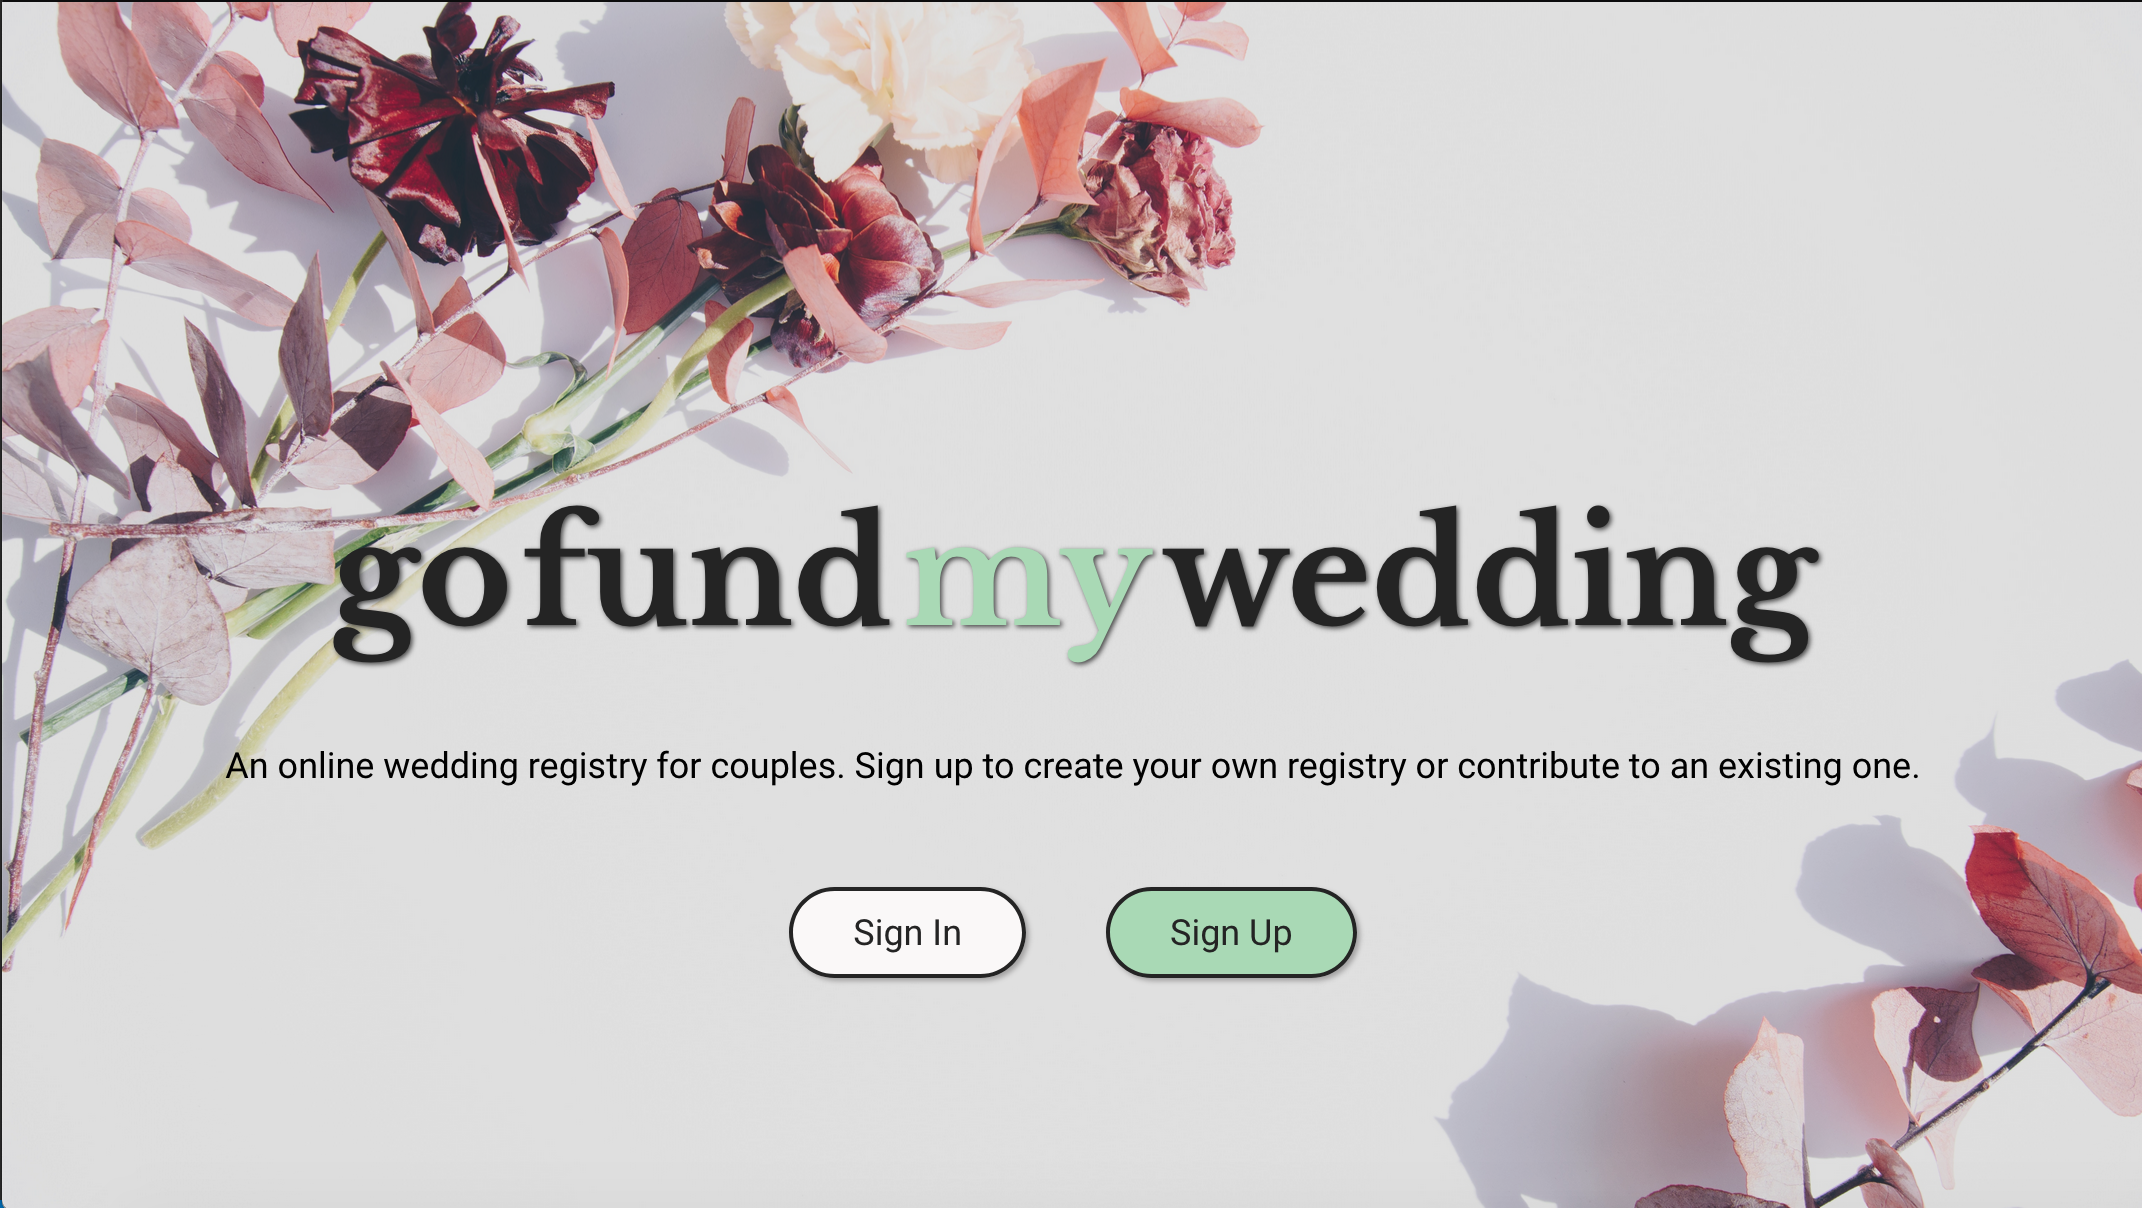 gofundmywedding
An online wedding registry for couples. Sign up to create your own registry or contribute to an existing one.
Sign In
Sign Up